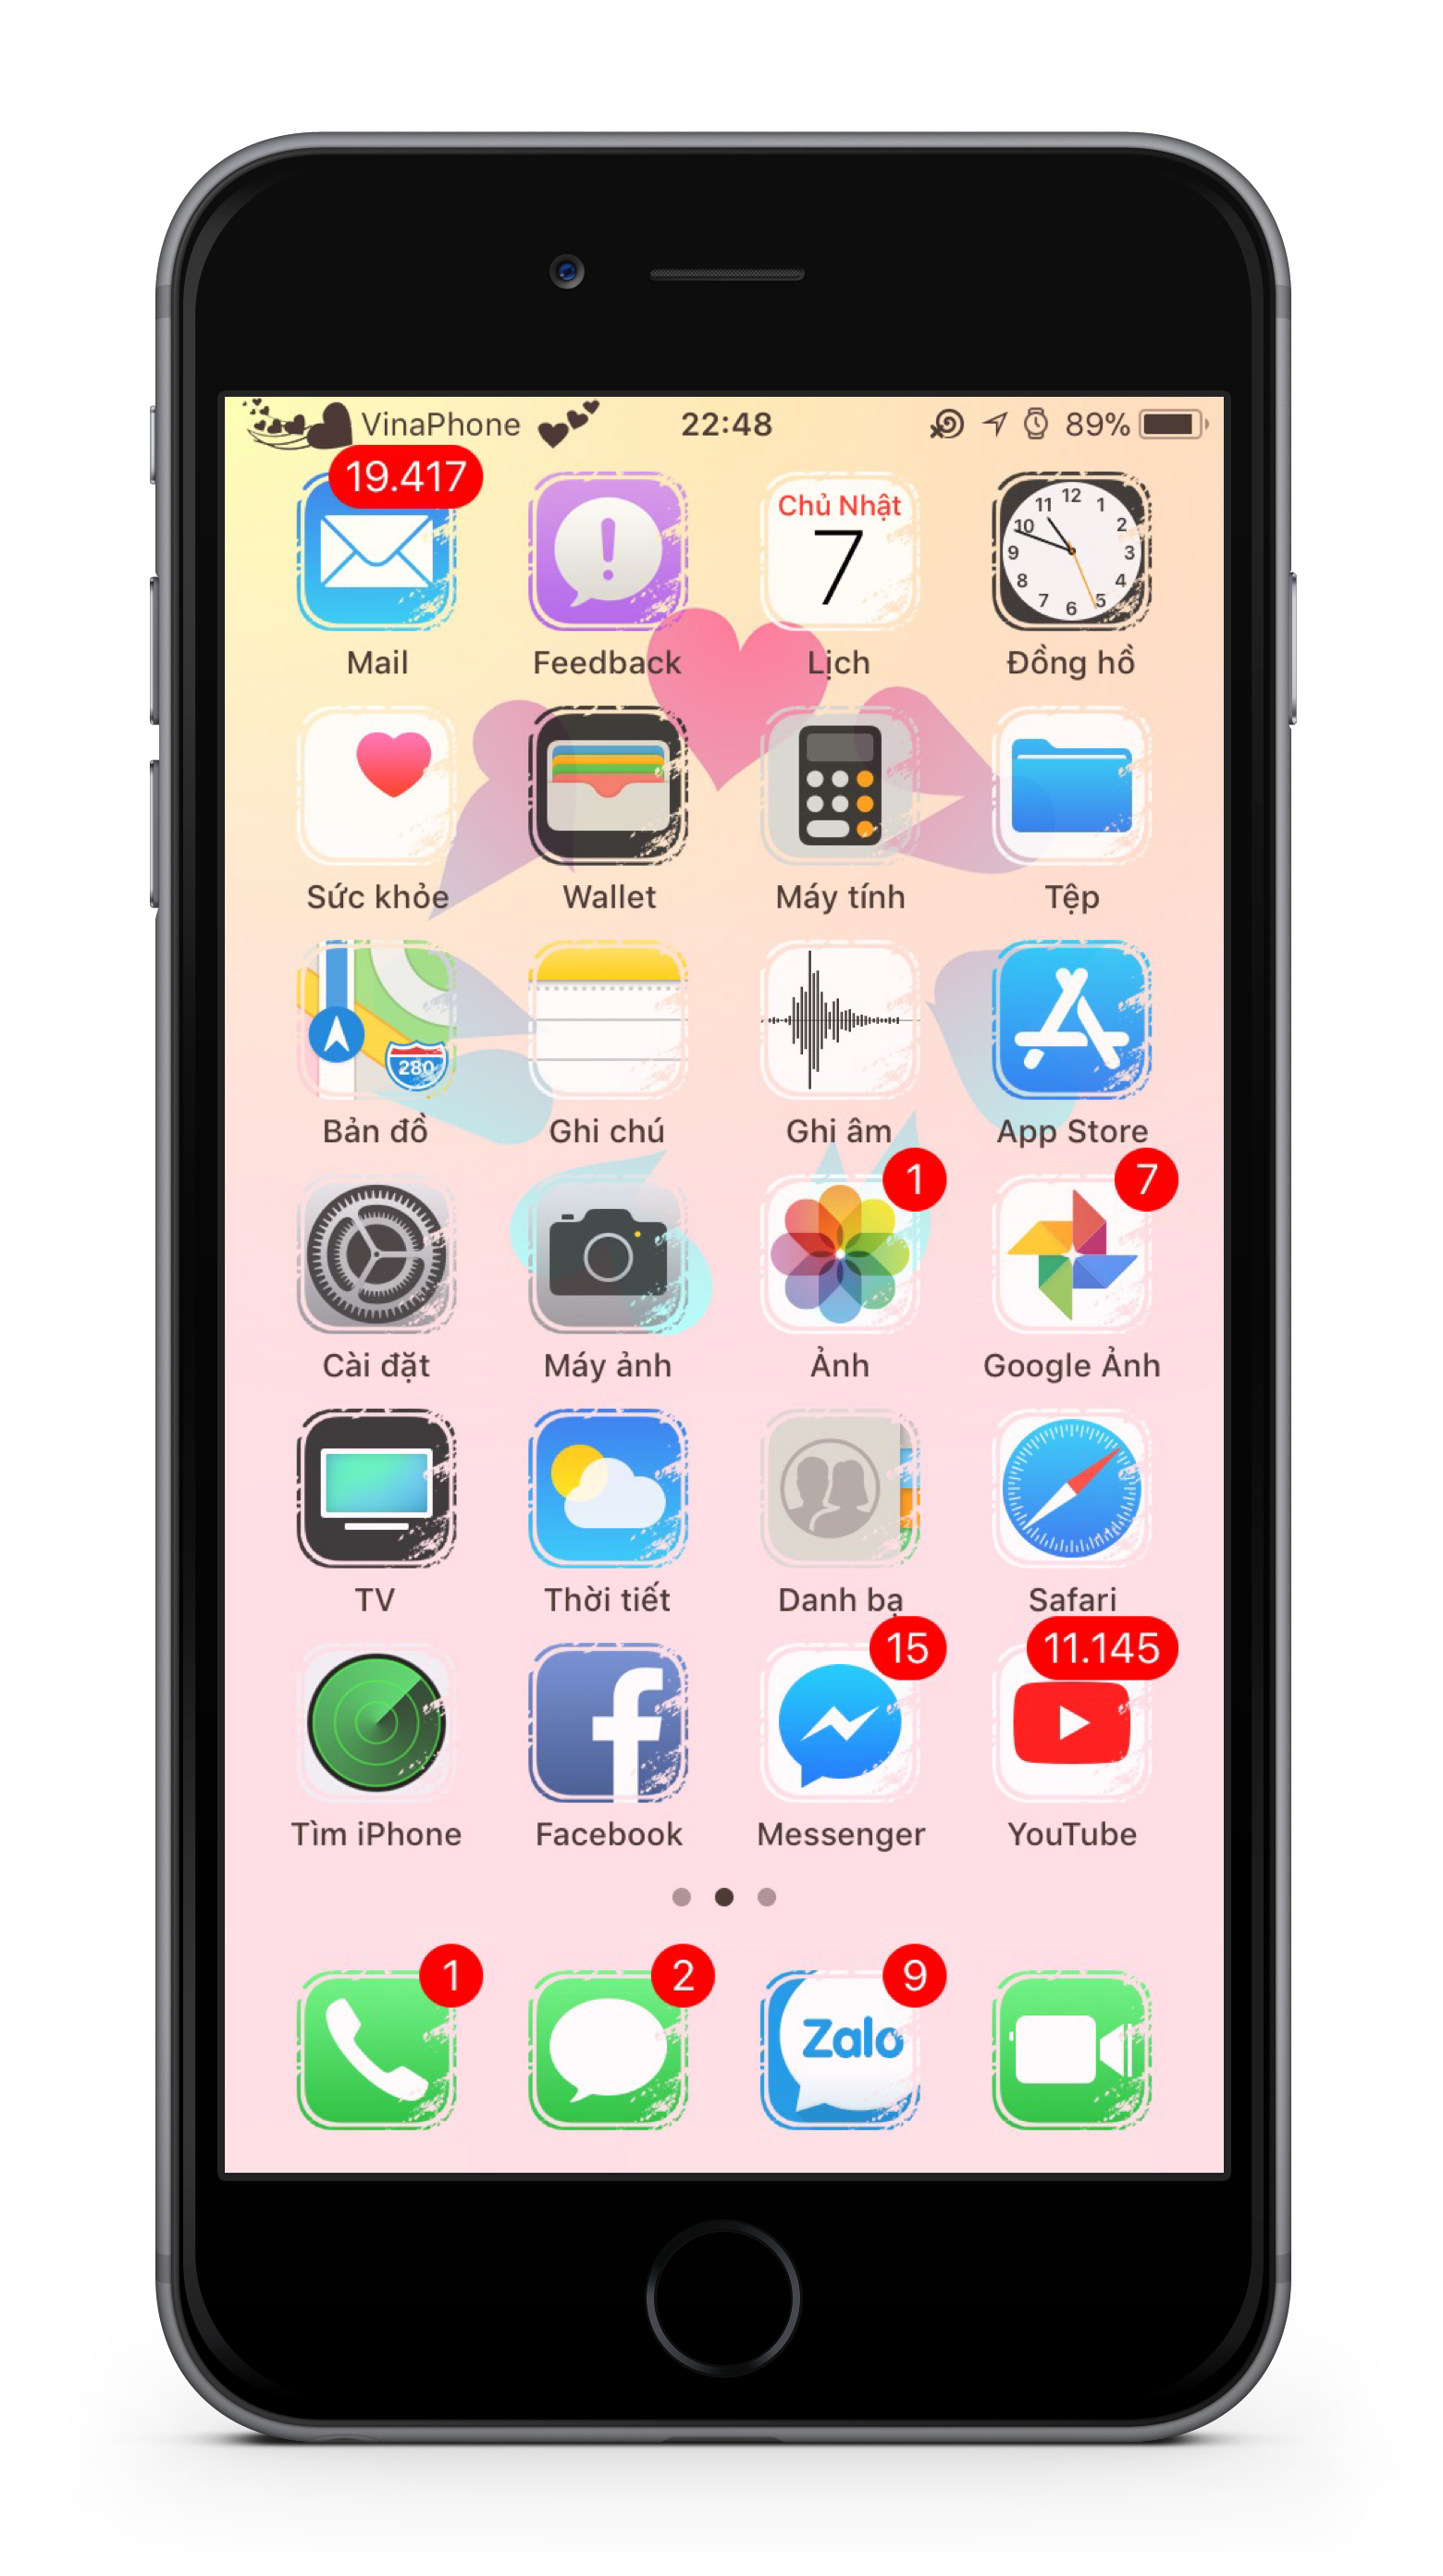 VinaPhone 22:48 89%
19.417
Chủ Nhật
7
12
11 1
10 2
9 3
8 4
7 5
6
Mail Feedback Lịch Đồng hồ
Sức khỏe Wallet Máy tính Tệp
280
Bản đồ Ghi chú Ghi âm App Store
1 7
Cài đặt Máy ảnh Ảnh Google Ảnh
TV Thời tiết Danh bạ Safari
15 11.145
Tìm iPhone Facebook Messenger YouTube
1 2 9
Zalo